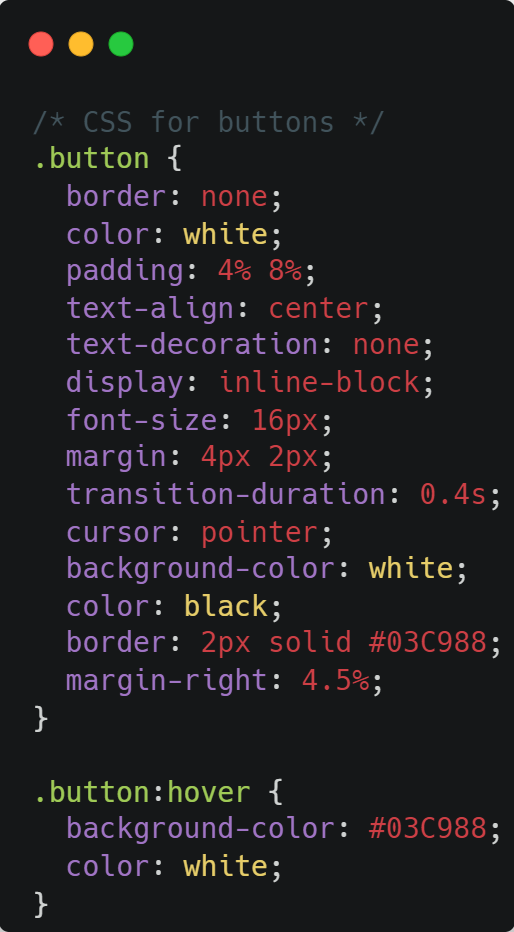 /* CSS for buttons */
.button {
  border: none;
  color: white;
  padding: 4% 8%;
  text-align: center;
  text-decoration: none;
  display: inline-block;
  font-size: 16px;
  margin: 4px 2px;
  transition-duration: 0.4s;
  cursor: pointer;
  background-color: white;
  color: black;
  border: 2px solid #03C988;
  margin-right: 4.5%;
}

.button:hover {
  background-color: #03C988;
  color: white;
}